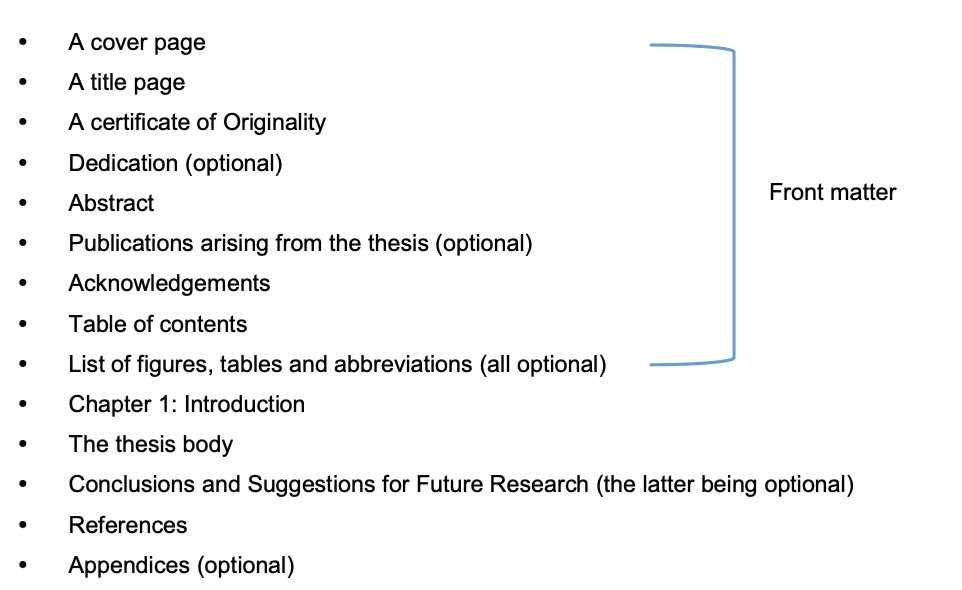 • A cover page
• A title page
• A certificate of Originality
• Dedication (optional)
• Abstract
• Publications arising from the thesis (optional)
• Acknowledgements
• Table of contents
• List of figures, tables and abbreviations (all optional)
Front matter
• Chapter 1: Introduction
• The thesis body
• Conclusions and Suggestions for Future Research (the latter being optional)
• References
• Appendices (optional)